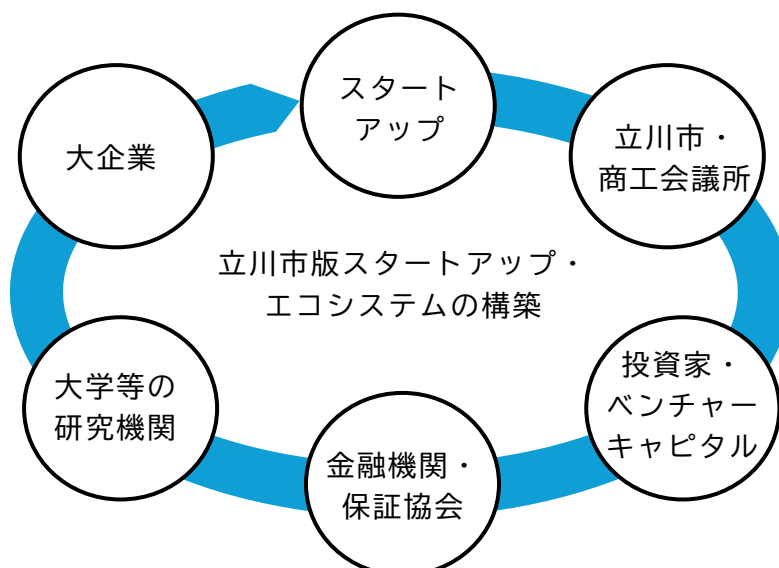 スタート
アップ
立川市・
商工会議所
投資家・
ベンチャー
キャピタル
金融機関・
保証協会
大学等の
研究機関
大企業
立川市版スタートアップ・
エコシステムの構築